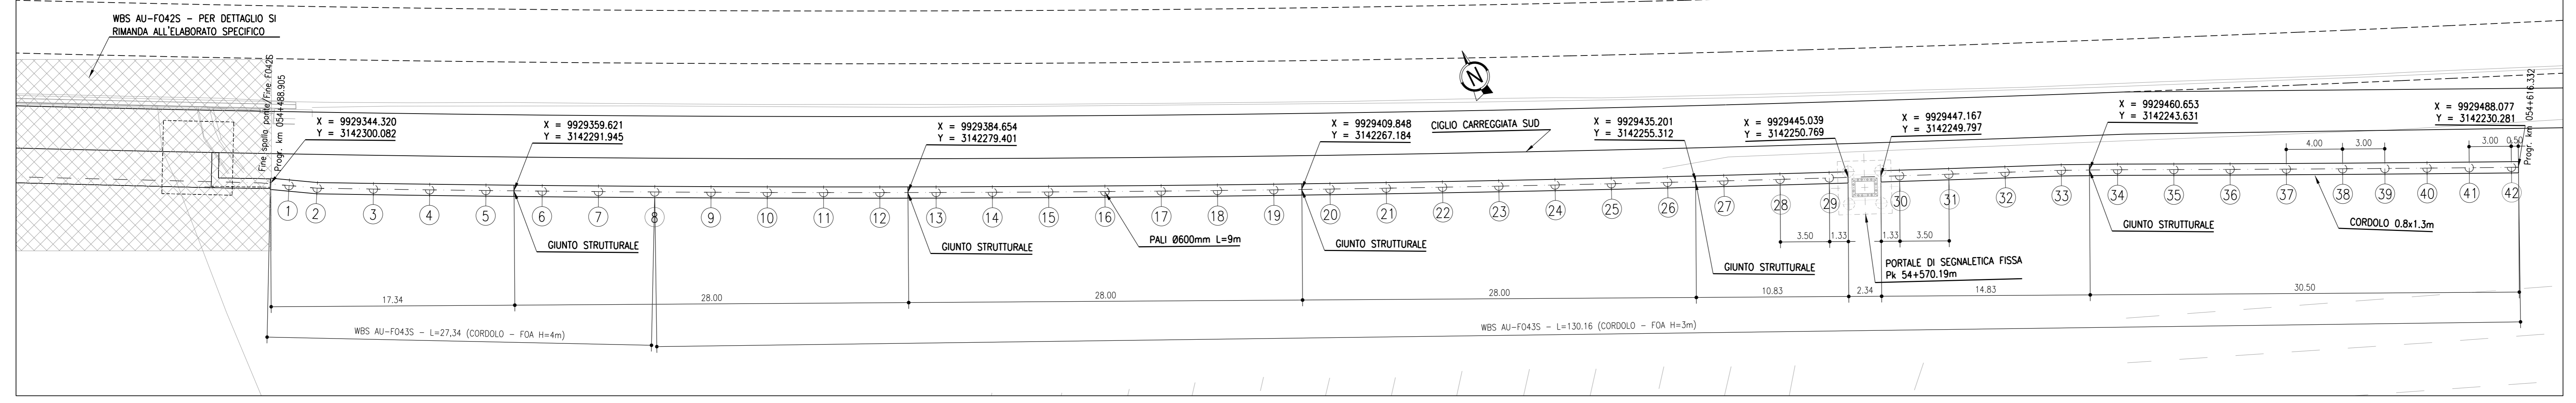 WBS AU-FO42S - PER DETTAGLIO SI
RIMANDA ALL'ELABORATO SPECIFICO
Fine spalla ponte/Fine FO42S
Progr. km 054+488.905
X = 9929344.320
Y = 3142300.082
X = 9929359.621
Y = 3142291.945
X = 9929384.654
Y = 3142279.401
X = 9929409.848
Y = 3142267.184
CIGLIO CARREGGIATA SUD
N
X = 9929435.201
Y = 3142255.312
X = 9929445.039
Y = 3142250.769
X = 9929447.167
Y = 3142249.797
X = 9929460.653
Y = 3142243.631
X = 9929488.077
Y = 3142230.281
Progr. km 054+616.332
4.00 3.00 3.00 0.50
1 2 3 4 5 6 7 8 9 10 11 12 13 14 15 16 17 18 19 20 21 22 23 24 25 26 27 28 29 30 31 32 33 34 35 36 37 38 39 40 41 42
GIUNTO STRUTTURALE
GIUNTO STRUTTURALE
PALI Ø600mm L=9m
GIUNTO STRUTTURALE
GIUNTO STRUTTURALE
3.50 1.33 1.33 3.50
PORTALE DI SEGNALETICA FISSA
Pk 54+570.19m
GIUNTO STRUTTURALE
CORDOLO 0.8x1.3m
17.34 28.00 28.00 28.00 10.83 2.34 14.83 30.50
WBS AU-FO43S - L=27,34 (CORDOLO - FOA H=4m)
WBS AU-FO43S - L=130.16 (CORDOLO - FOA H=3m)